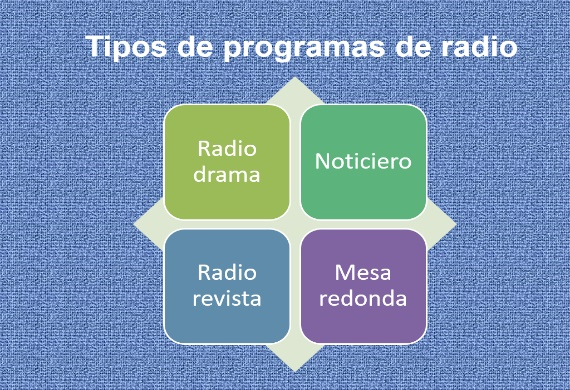 Tipos de programas de radio
Radio
drama
Noticiero
Radio
revista
Mesa
redonda